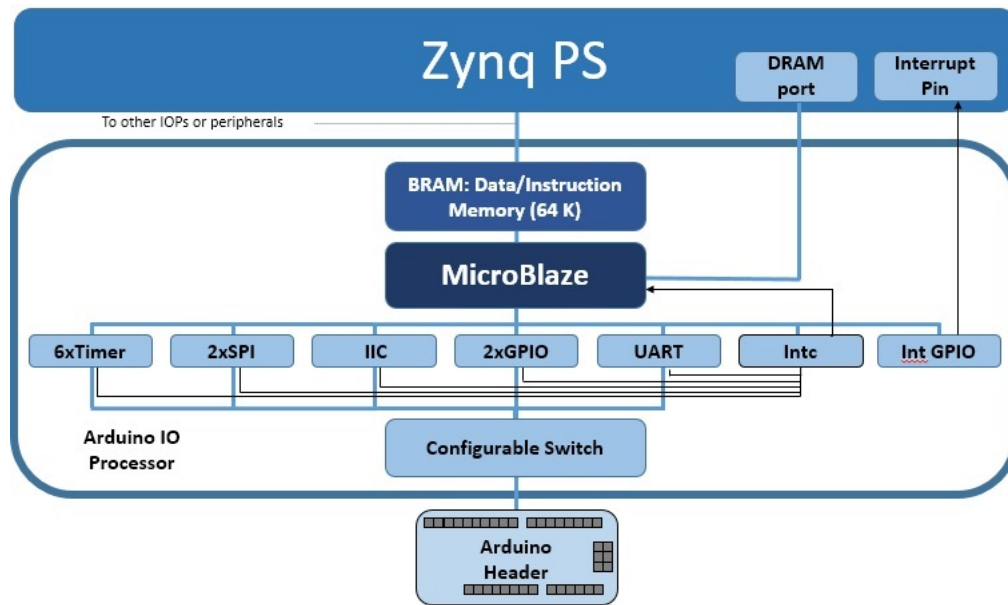 Zynq PS
DRAM
port
Interrupt
Pin
To other IOPs or peripherals
BRAM: Data/Instruction
Memory (64 K)
MicroBlaze
6xTimer
2xSPI
IIC
2xGPIO
UART
Intc
Int GPIO
Arduino IO
Processor
Configurable Switch
Arduino
Header